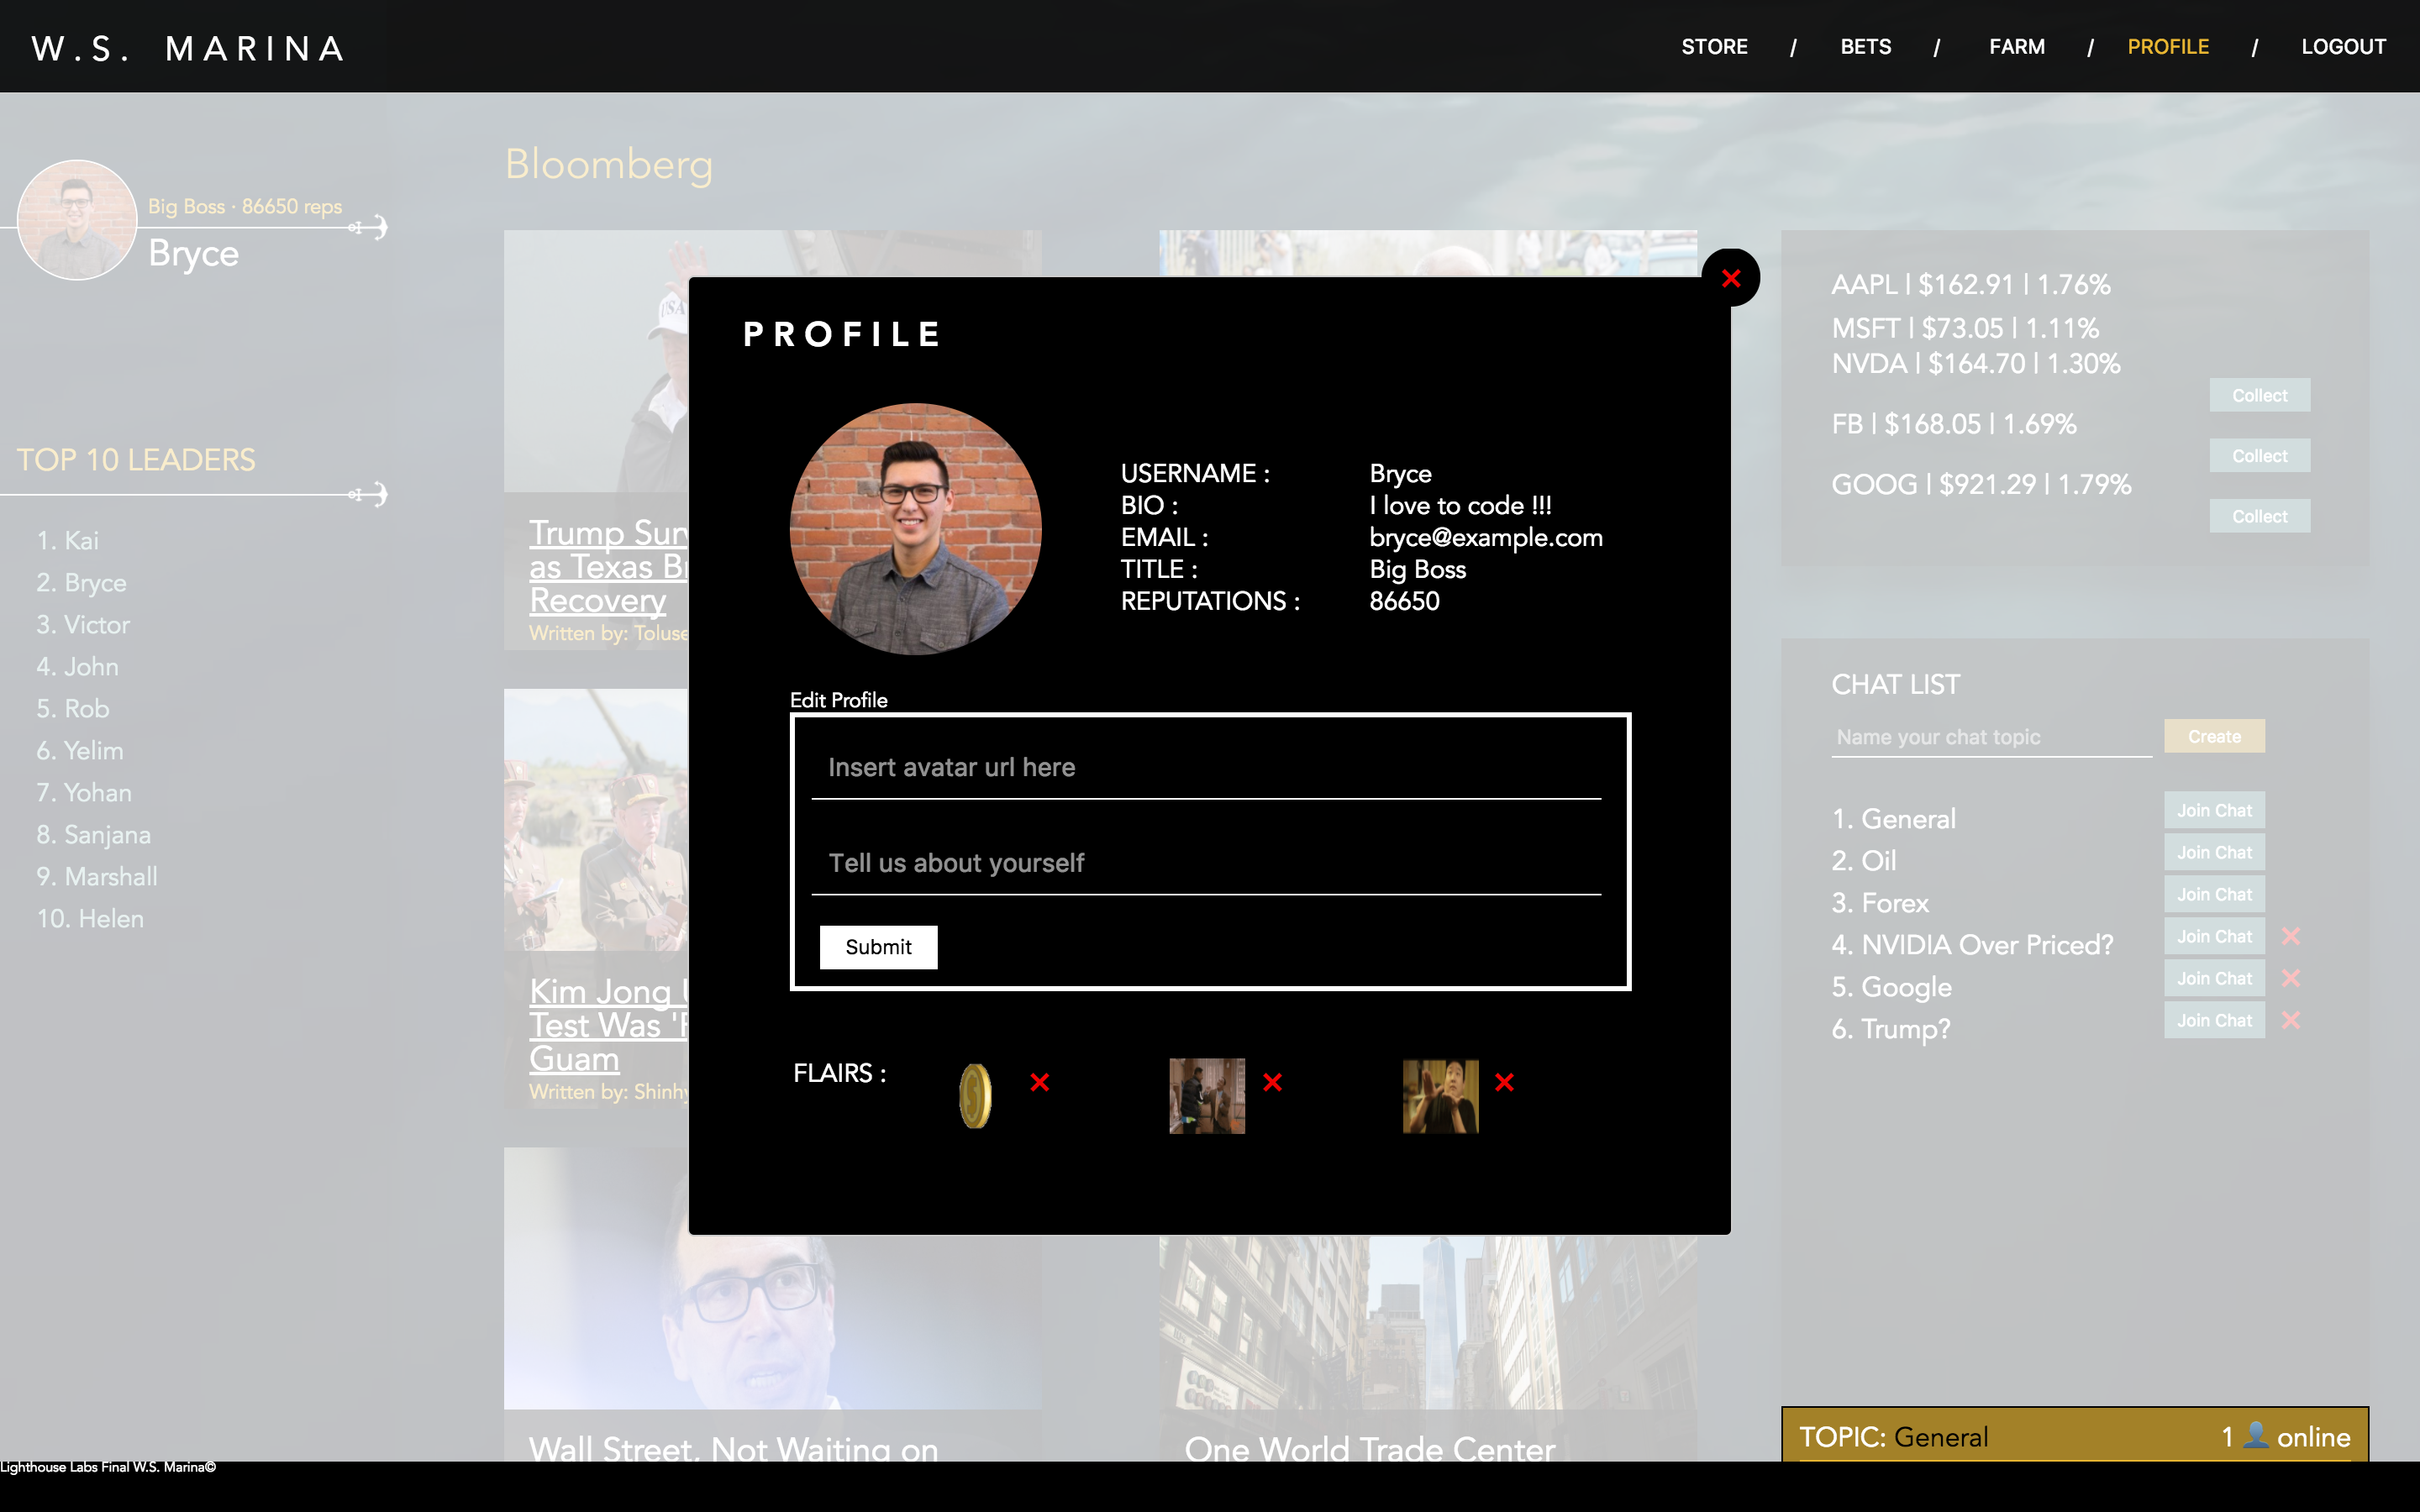 W.S. MARINA
STORE / BETS / FARM / PROFILE / LOGOUT
Big Boss · 86650 reps
Bryce
TOP 10 LEADERS
1. Kai
2. Bryce
3. Victor
4. John
5. Rob
6. Yelim
7. Yohan
8. Sanjana
9. Marshall
10. Helen
Bloomberg
USA
Trump Sur
as Texas B
Recovery
Written by: Toluse
Kim Jong U
Test Was 'F
Guam
Written by: Shinhy
Wall Street, Not Waiting on
One World Trade Center
PROFILE
USERNAME : Bryce
BIO : I love to code !!!
EMAIL : bryce@example.com
TITLE : Big Boss
REPUTATIONS : 86650
Edit Profile
Insert avatar url here
Tell us about yourself
Submit
FLAIRS :
AAPL | $162.91 | 1.76%
MSFT | $73.05 | 1.11%
NVDA | $164.70 | 1.30%
Collect
FB | $168.05 | 1.69%
Collect
GOOG | $921.29 | 1.79%
Collect
CHAT LIST
Name your chat topic Create
1. General Join Chat
2. Oil Join Chat
3. Forex Join Chat
4. NVIDIA Over Priced? Join Chat
5. Google Join Chat
6. Trump? Join Chat
TOPIC: General 1 online
Lighthouse Labs Final W.S. Marina©